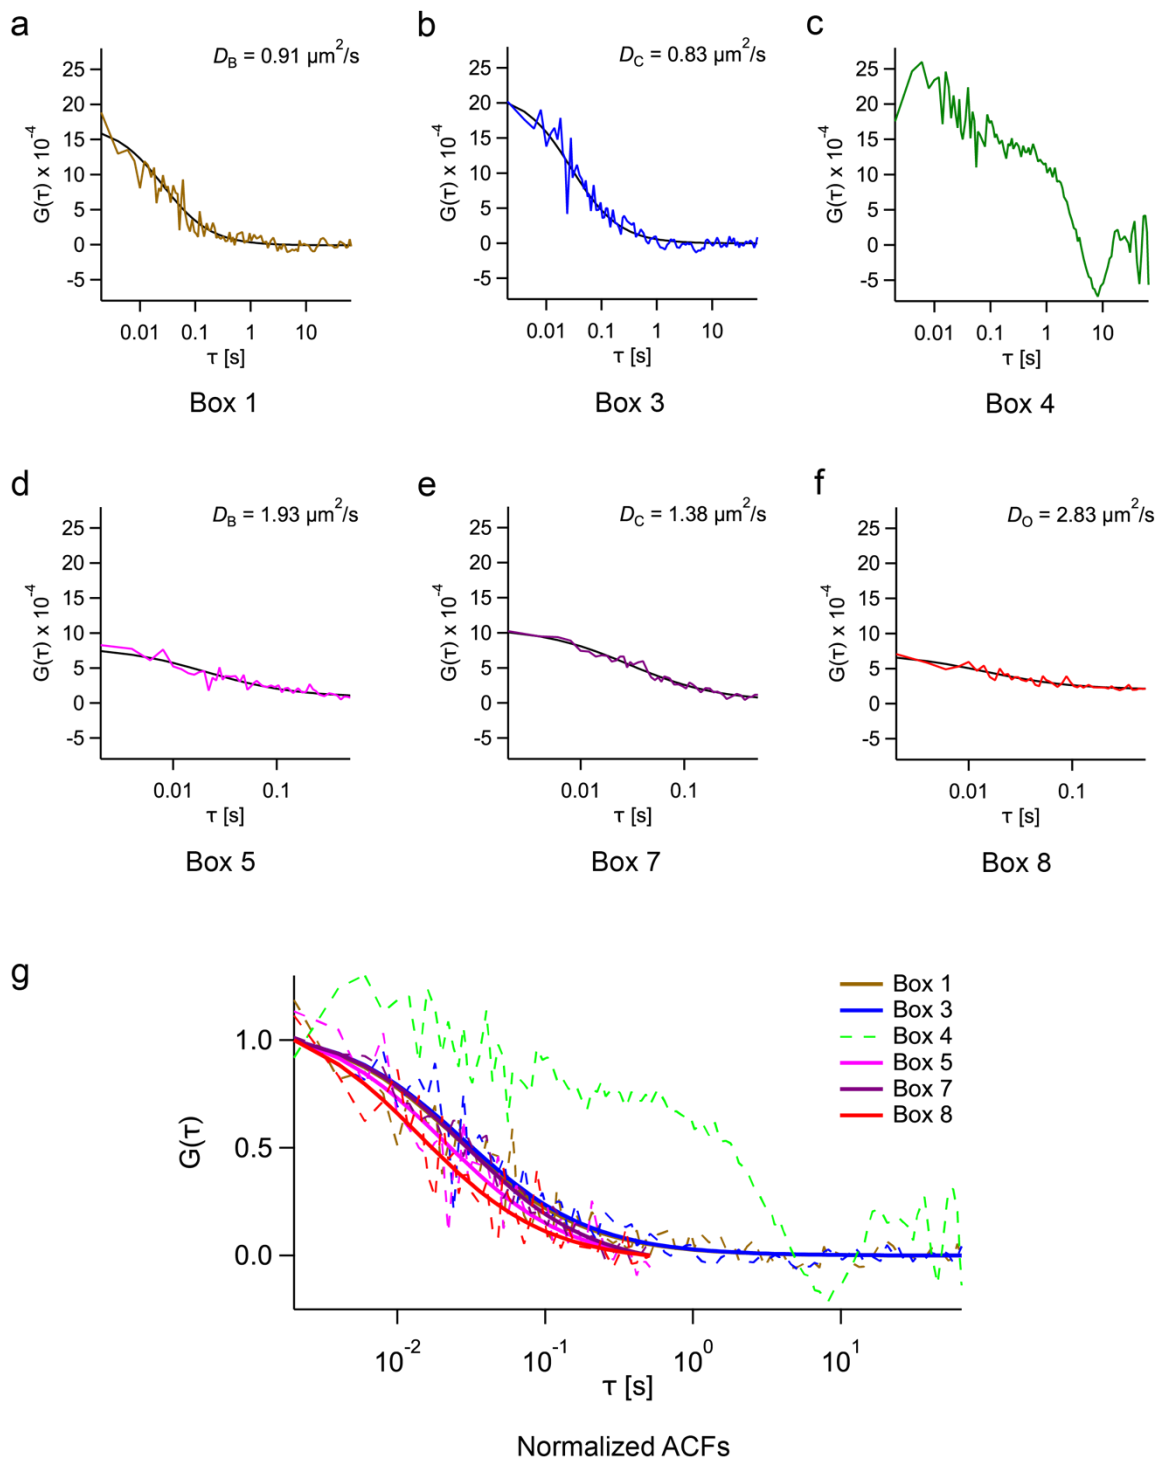 a
D_B = 0.91 µm²/s
G(τ) x 10⁻⁴
25
20
15
10
5
0
-5
0.01 0.1 1 10
τ [s]
Box 1
b
D_C = 0.83 µm²/s
G(τ) x 10⁻⁴
25
20
15
10
5
0
-5
0.01 0.1 1 10
τ [s]
Box 3
c
G(τ) x 10⁻⁴
25
20
15
10
5
0
-5
0.01 0.1 1 10
τ [s]
Box 4
d
D_B = 1.93 µm²/s
G(τ) x 10⁻⁴
25
20
15
10
5
0
-5
0.01 0.1
τ [s]
Box 5
e
D_C = 1.38 µm²/s
G(τ) x 10⁻⁴
25
20
15
10
5
0
-5
0.01 0.1
τ [s]
Box 7
f
D_O = 2.83 µm²/s
G(τ) x 10⁻⁴
25
20
15
10
5
0
-5
0.01 0.1
τ [s]
Box 8
g
G(τ)
1.0
0.5
0.0
10⁻² 10⁻¹ 10⁰ 10¹
τ [s]
Box 1
Box 3
Box 4
Box 5
Box 7
Box 8
Normalized ACFs